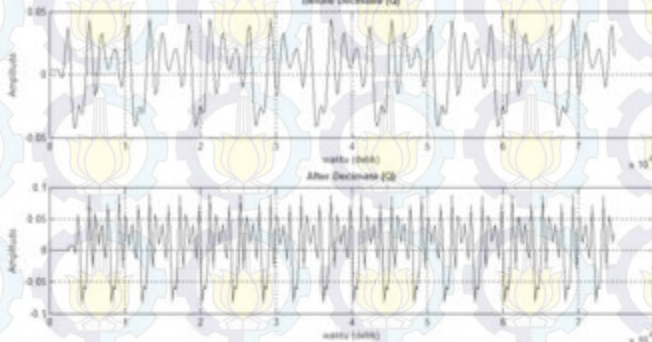 Before Decimate (Q)
0.05
0
-0.05
Amplitudo
0 1 2 3 4 5 6 7
waktu (detik)
After Decimate (Q)
0.1
0.05
0
-0.05
-0.1
Amplitudo
0 1 2 3 4 5 6 7
waktu (detik)